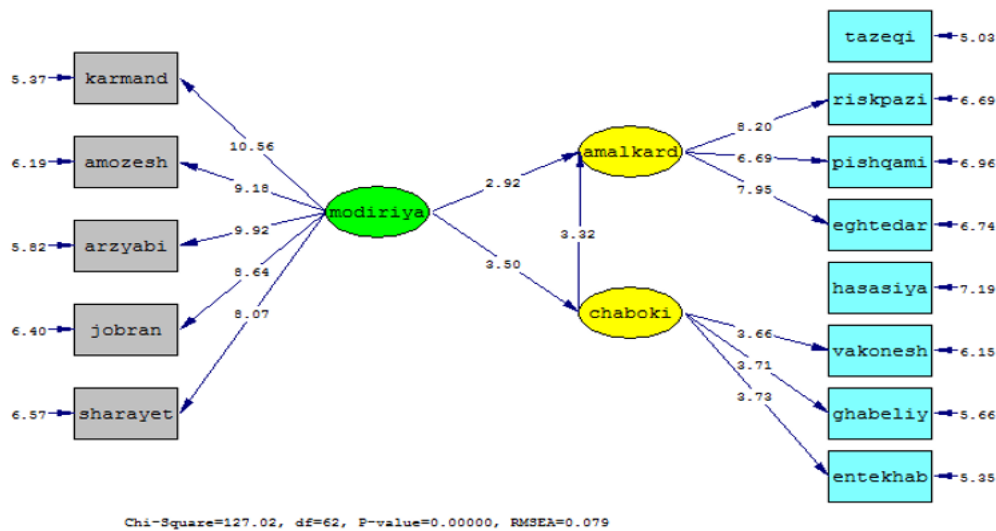 5.37 karmand
6.19 amozesh
5.82 arzyabi
6.40 jobran
6.57 sharayet
10.56
9.18
9.92
8.64
8.07
modiriya
2.92
3.50
amalkard
3.32
chaboki
8.20
6.69
7.95
3.66
3.71
3.73
tazeqi 5.03
riskpazi 6.69
pishqami 6.96
eghtedar 6.74
hasasiya 7.19
vakonesh 6.15
ghabeliy 5.66
entekhab 5.35
Chi-Square=127.02, df=62, P-value=0.00000, RMSEA=0.079